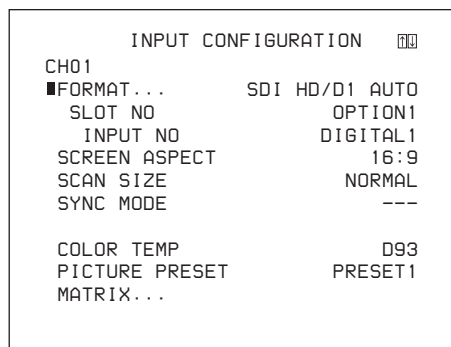 INPUT CONFIGURATION ↑↓
CH01
FORMAT... SDI HD/D1 AUTO
SLOT NO OPTION1
INPUT NO DIGITAL1
SCREEN ASPECT 16:9
SCAN SIZE NORMAL
SYNC MODE ---
COLOR TEMP D93
PICTURE PRESET PRESET1
MATRIX...